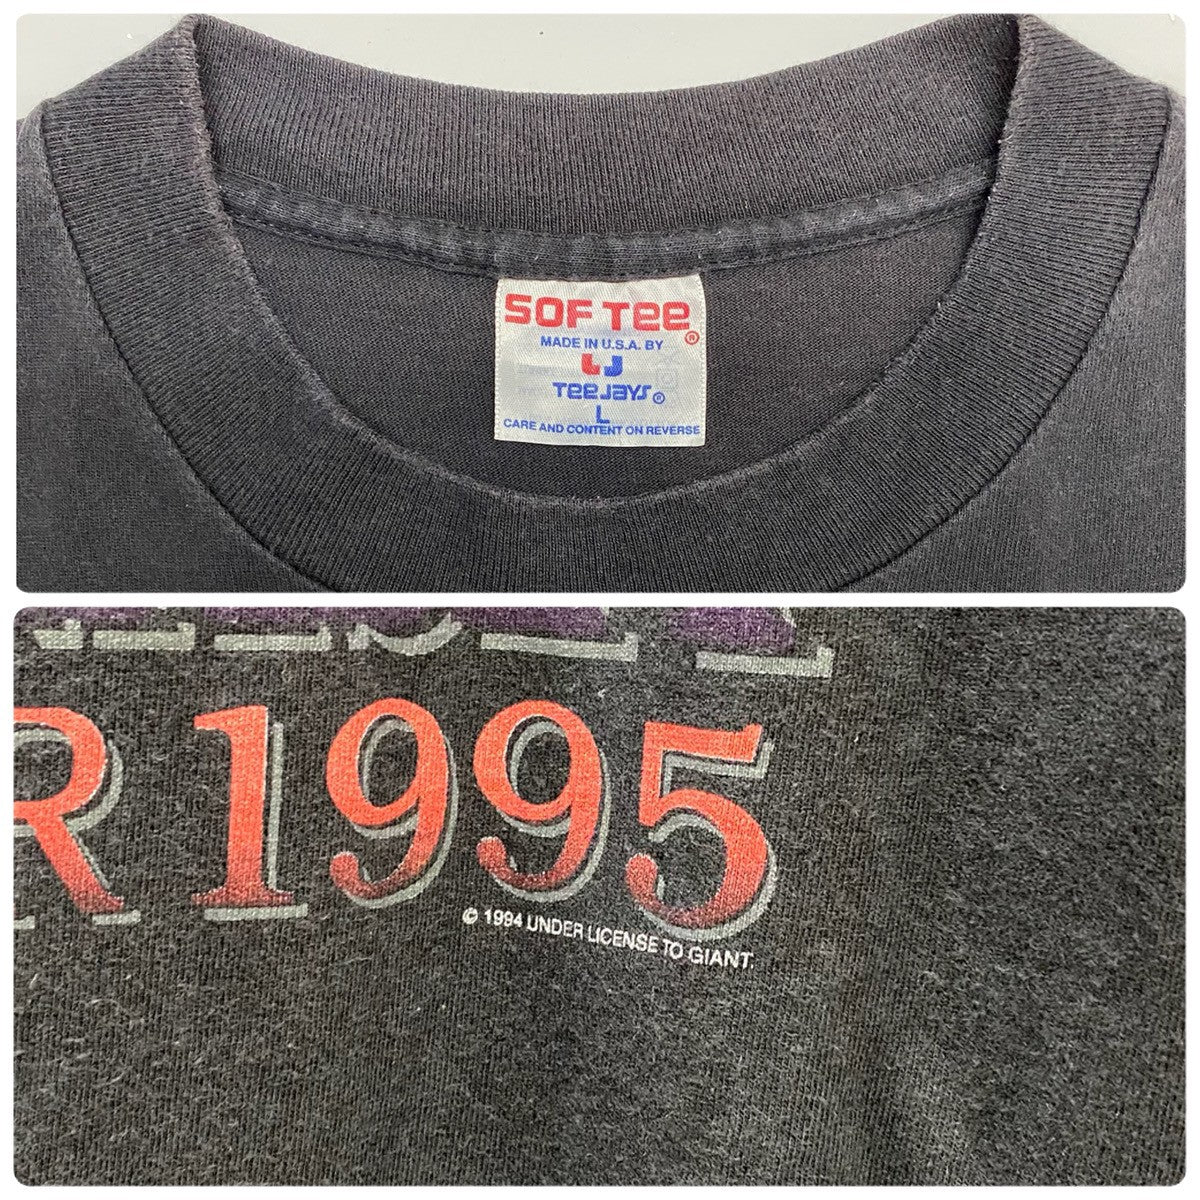 SOF Tee®
MADE IN U.S.A. BY
TeeJays®
L
CARE AND CONTENT ON REVERSE
R 1995
© 1994 UNDER LICENSE TO GIANT.